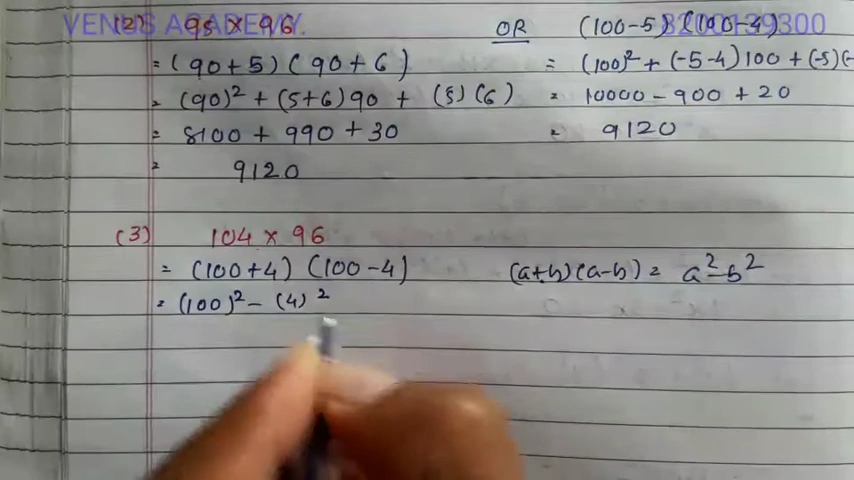 VENUS ACADEMY.
(2) 95 × 96
= (90+5) (90+6)
= (90)² + (5+6) 90 + (5) (6)
= 8100 + 990 + 30
= 9120
OR (100-5) (100-4)
= (100)² + (-5-4) 100 + (-5) (-
= 10000 - 900 + 20
= 9120
(3) 104 × 96
= (100+4) (100-4)
(a+b) (a-b) = a² - b²
= (100)² - (4)²